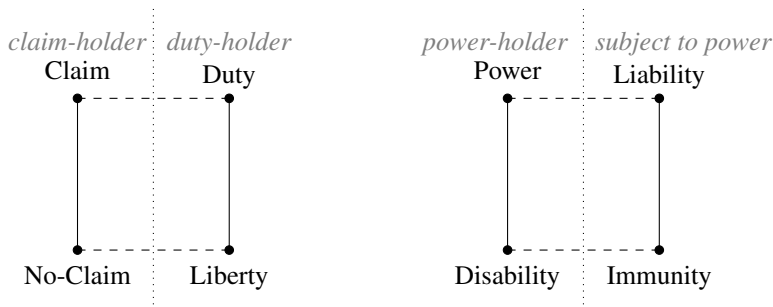 claim-holder duty-holder power-holder subject to power
Claim Duty Power Liability
No-Claim Liberty Disability Immunity